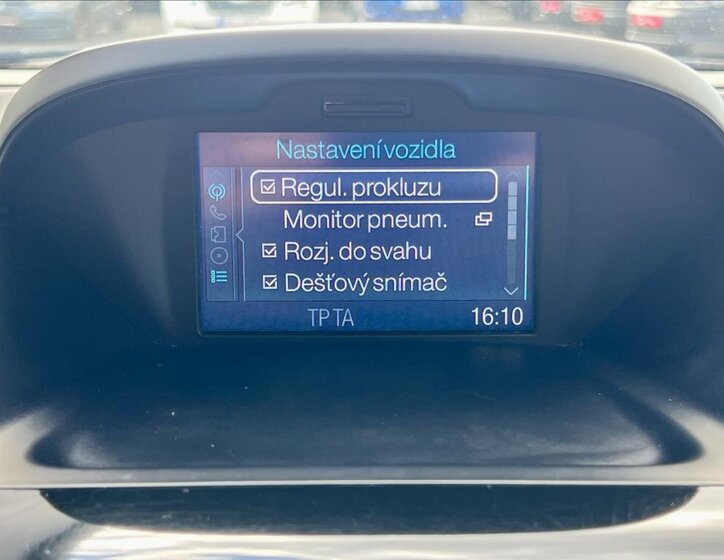 Nastavení vozidla
Regul. prokluzu
Monitor pneum.
Rozj. do svahu
Dešťový snímač
TP TA 16:10